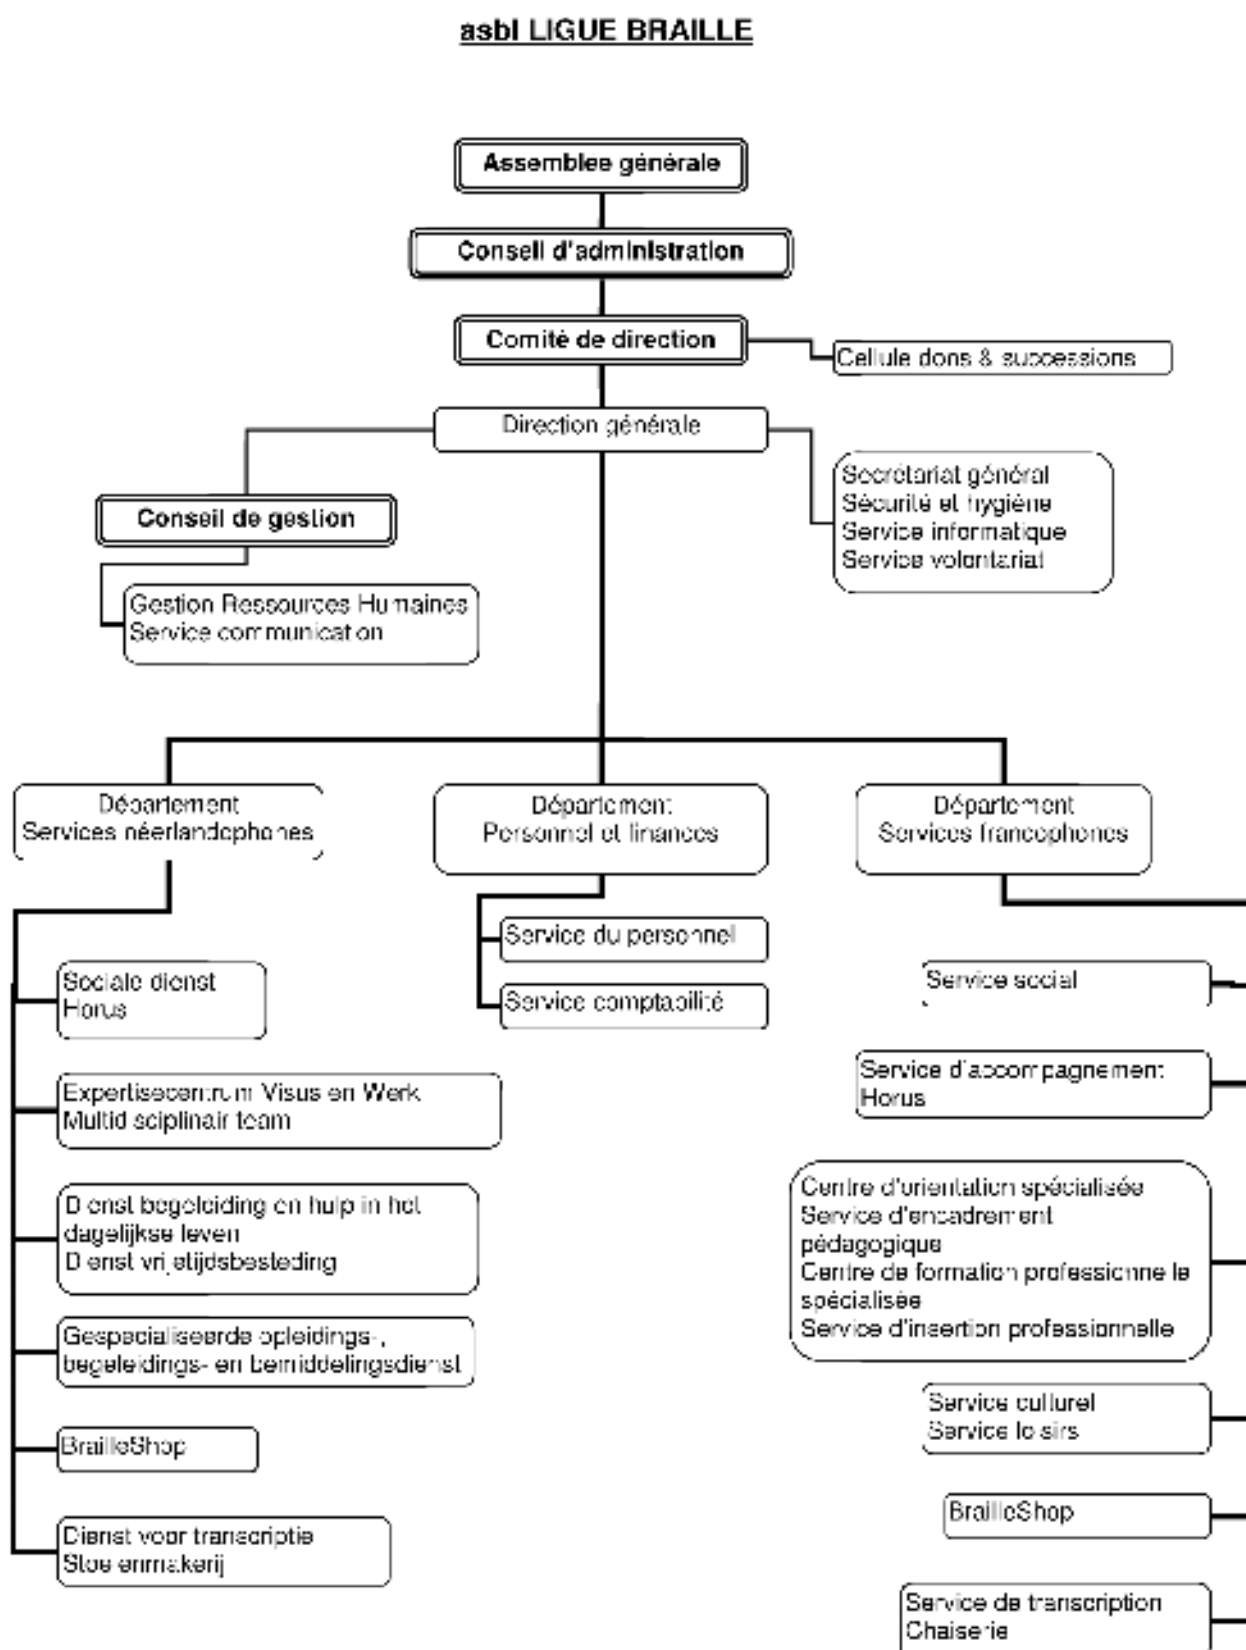 asbl LIGUE BRAILLE
Assemblee générale
Conseil d'administration
Comité de direction
Cellule dons & successions
Direction générale
Secrétariat général
Sécurité et hygiène
Service informatique
Service volontariat
Conseil de gestion
Gestion Ressources Humaines
Service communication
Département
Services néerlandophones
Département
Personnel et finances
Département
Services francophones
Service du personnel
Service comptabilité
Sociale dienst
Horus
Expertisecentrum Visus en Werk
Multidisciplinair team
Dienst begeleiding en hulp in het
dagelijkse leven
Dienst vrijetijdsbesteding
Gespecialiseerde opleidings-,
begeleidings- en bemiddelingsdienst
BrailleShop
Dienst voor transcriptie
Stoelenmakerij
Service social
Service d'accompagnement
Horus
Centre d'orientation spécialisée
Service d'encadrement
pédagogique
Centre de formation professionnelle
spécialisée
Service d'insertion professionnelle
Service culturel
Service loisirs
BrailleShop
Service de transcription
Chaiserie